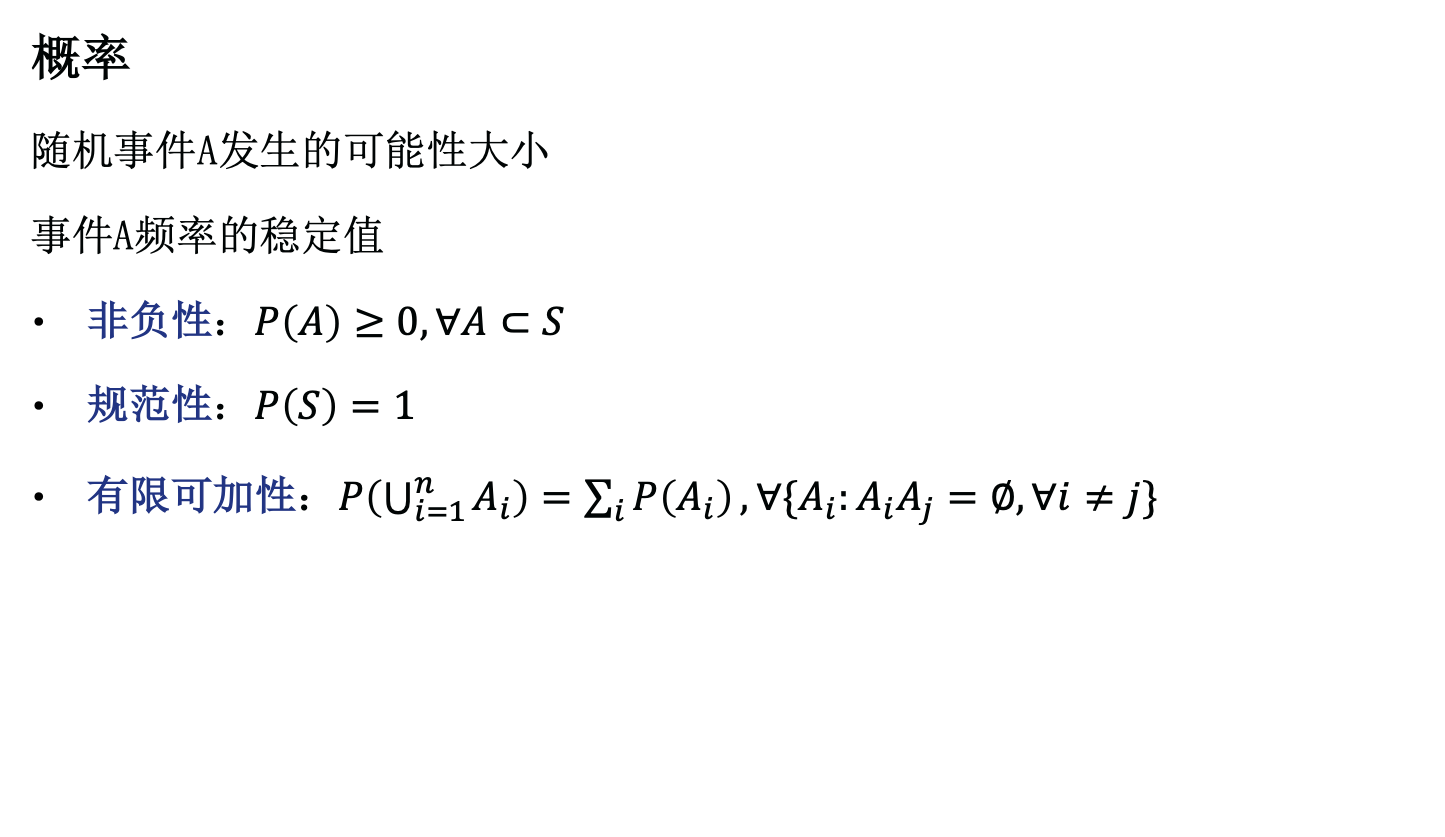 概率
随机事件A发生的可能性大小
事件A频率的稳定值
• 非负性：P(A) ≥ 0, ∀A ⊂ S
• 规范性：P(S) = 1
• 有限可加性：P(⋃ⁿᵢ₌₁ Aᵢ) = ∑ᵢ P(Aᵢ) , ∀{Aᵢ: AᵢAⱼ = ∅, ∀i ≠ j}